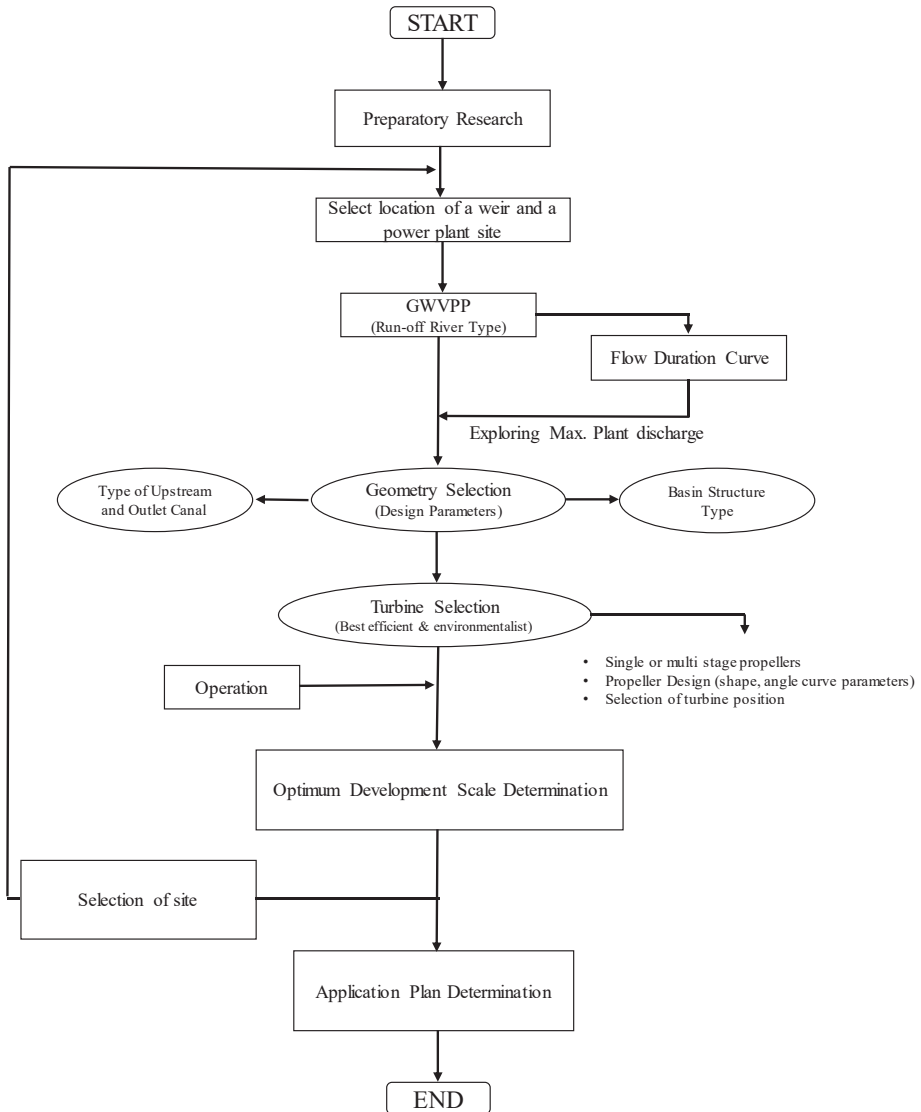 START
Preparatory Research
Select location of a weir and a
power plant site
GWVPP
(Run-off River Type)
Flow Duration Curve
Exploring Max. Plant discharge
Type of Upstream
and Outlet Canal
Geometry Selection
(Design Parameters)
Basin Structure
Type
Turbine Selection
(Best efficient & environmentalist)
• Single or multi stage propellers
• Propeller Design (shape, angle curve parameters)
• Selection of turbine position
Operation
Optimum Development Scale Determination
Selection of site
Application Plan Determination
END